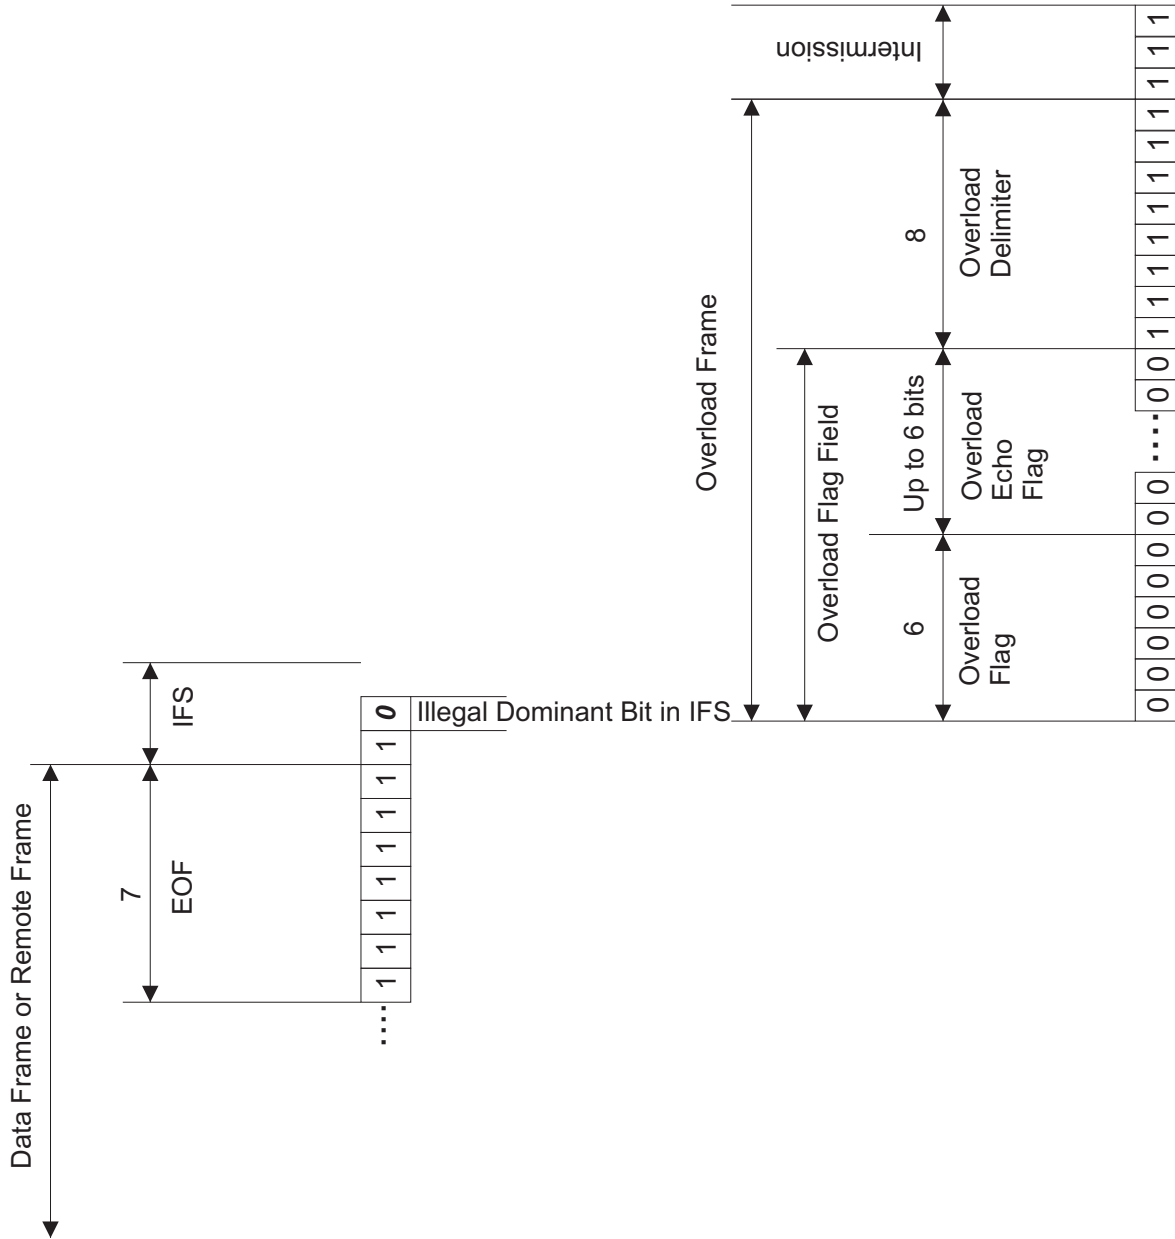 Data Frame or Remote Frame
7
EOF
IFS
.... 1 1 1 1 1 1 1 1 0
Illegal Dominant Bit in IFS
Overload Frame
Overload Flag Field
6
Overload
Flag
Up to 6 bits
Overload
Echo
Flag
8
Overload
Delimiter
Intermission
0 0 0 0 0 0 0 0 .... 0 0 1 1 1 1 1 1 1 1 1 1 1